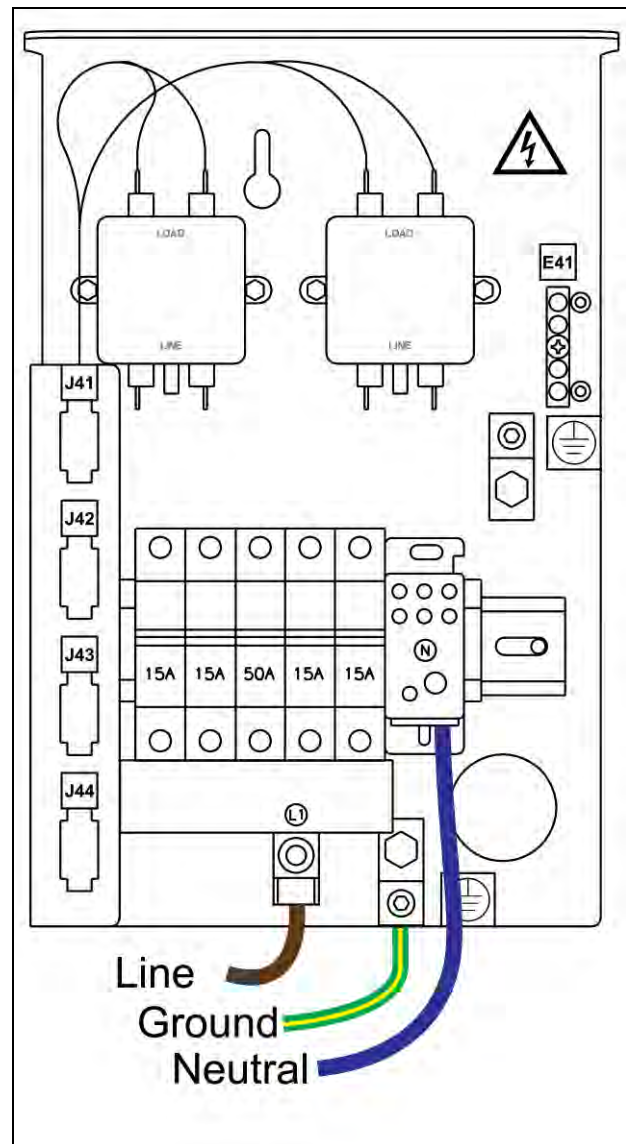 LOAD
LOAD
E41
LINE
LINE
J41
J42
N
J43
15A 15A 50A 15A 15A
J44
L1
Line
Ground
Neutral